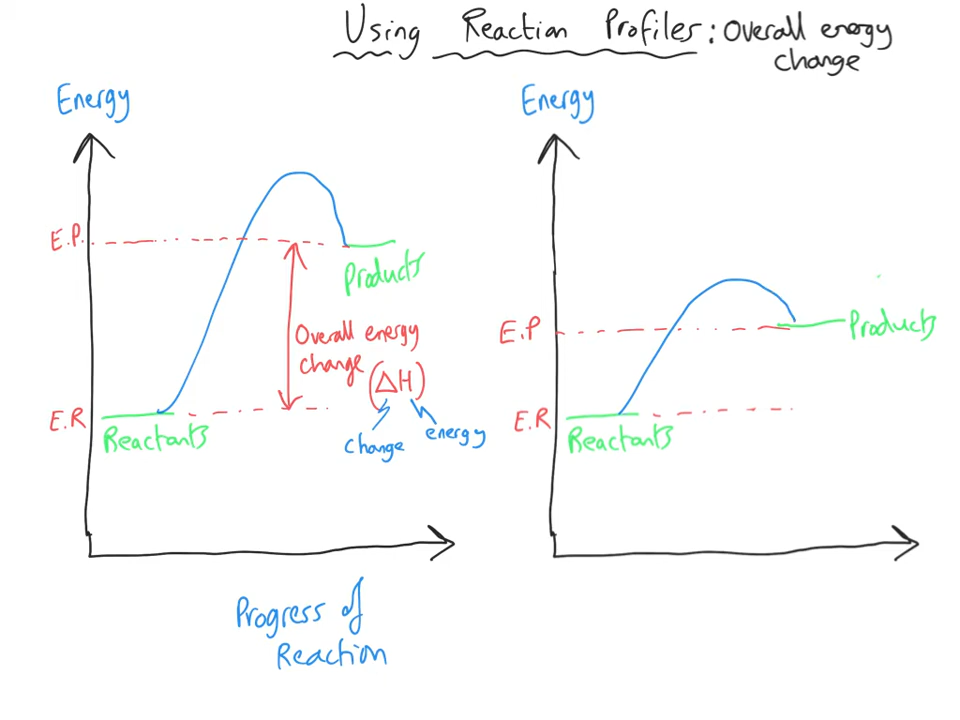 Using Reaction Profiles: Overall energy
change
Energy
E.P.
Products
Overall energy
change
(ΔH)
change
energy
E.R
Reactants
Progress of
Reaction
Energy
E.P
Products
E.R
Reactants